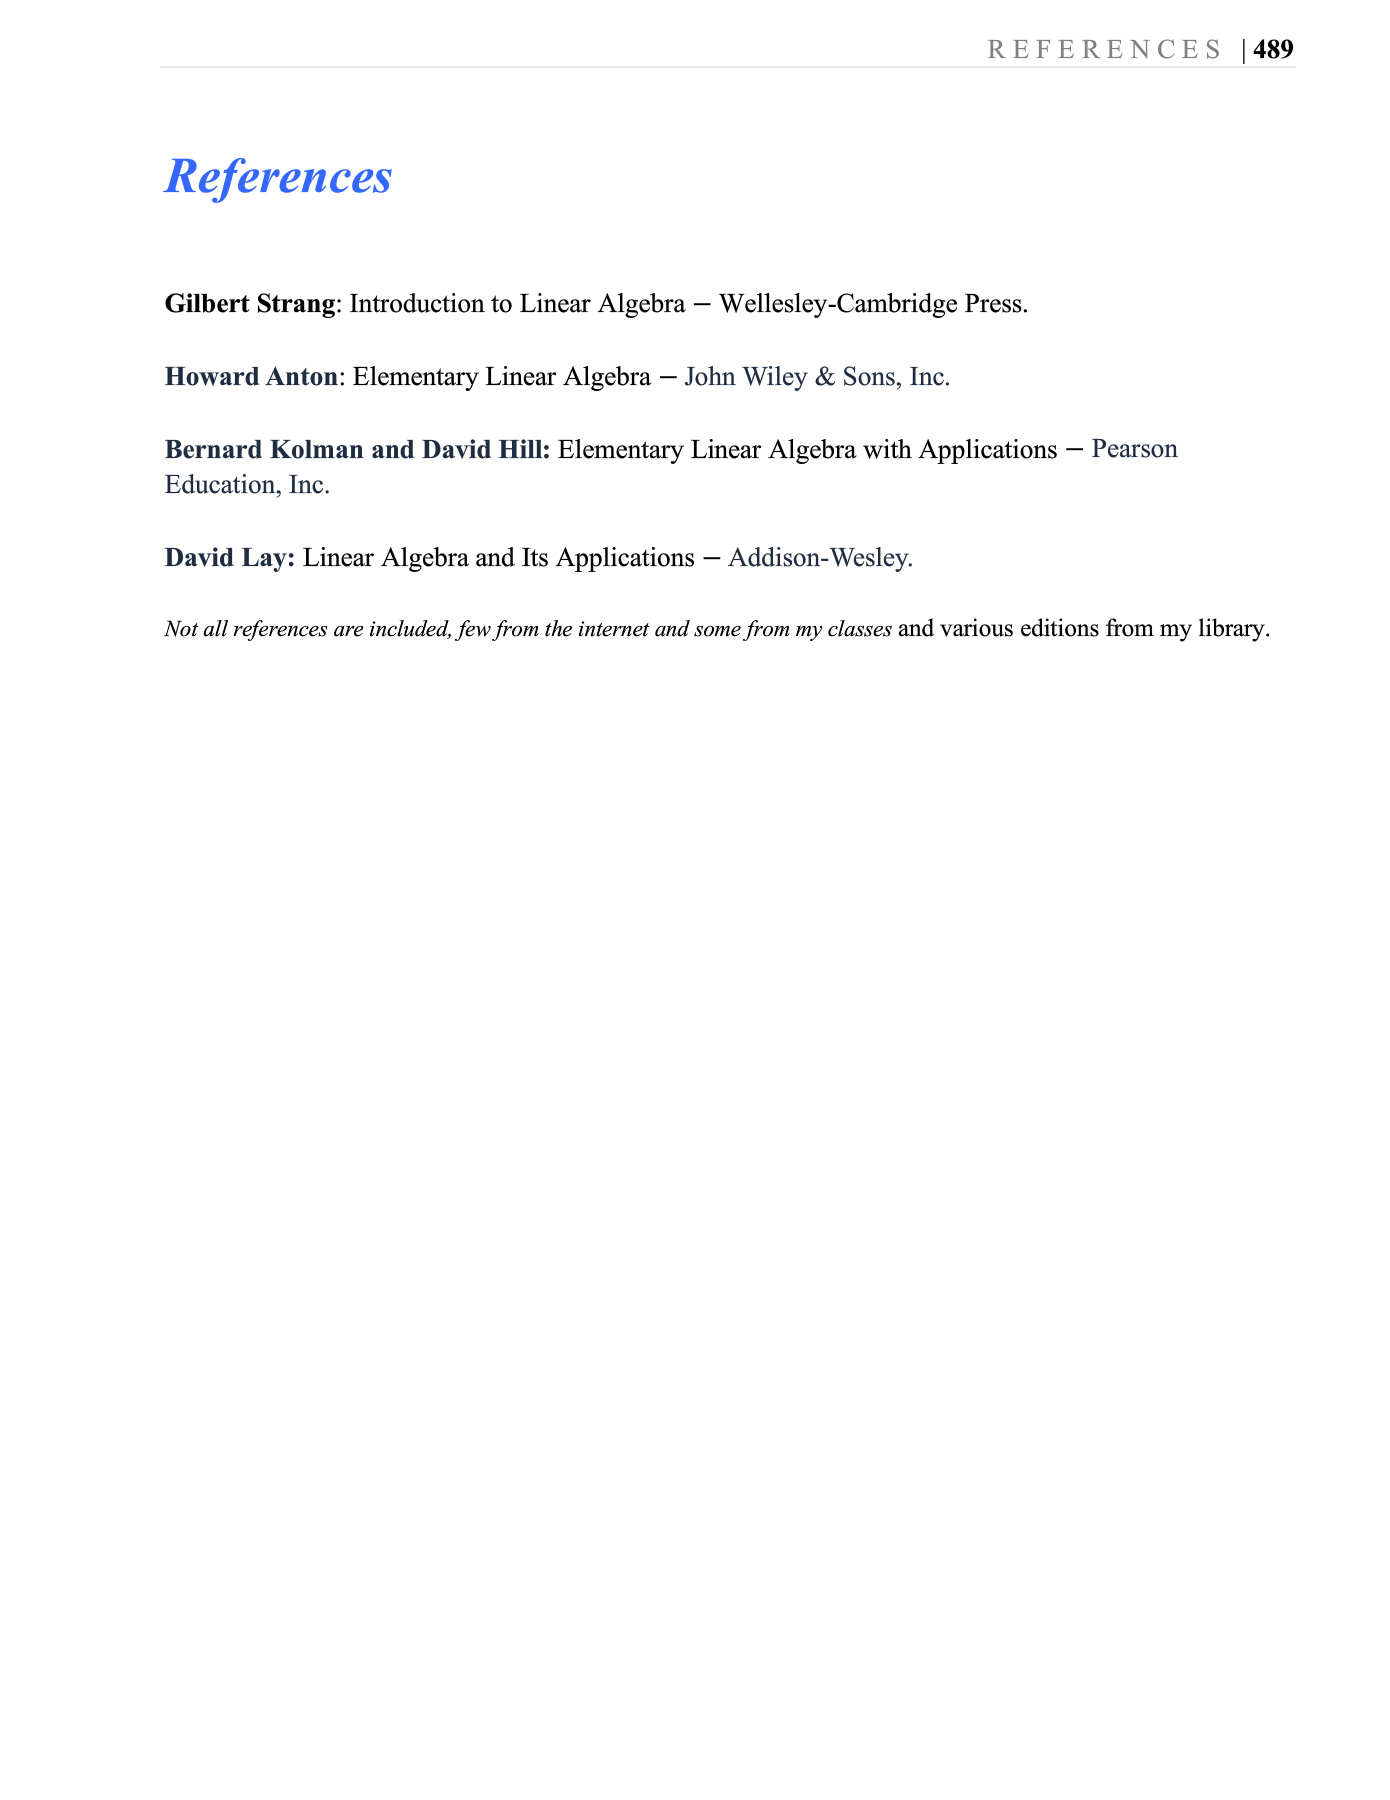 REFERENCES | 489
References
Gilbert Strang: Introduction to Linear Algebra – Wellesley-Cambridge Press.
Howard Anton: Elementary Linear Algebra – John Wiley & Sons, Inc.
Bernard Kolman and David Hill: Elementary Linear Algebra with Applications – Pearson
Education, Inc.
David Lay: Linear Algebra and Its Applications – Addison-Wesley.
Not all references are included, few from the internet and some from my classes and various editions from my library.